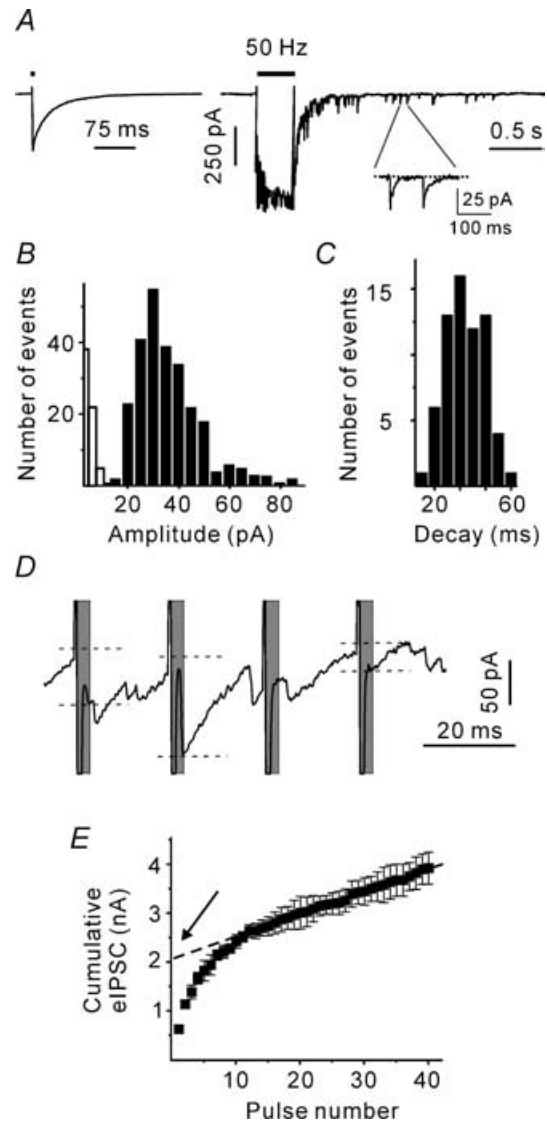 A
50 Hz
75 ms
250 pA
0.5 s
25 pA
100 ms
B
C
Number of events
40
20
20 40 60 80
Amplitude (pA)
Number of events
15
5
20 40 60
Decay (ms)
D
50 pA
20 ms
E
Cumulative
eIPSC (nA)
4
3
2
1
10 20 30 40
Pulse number